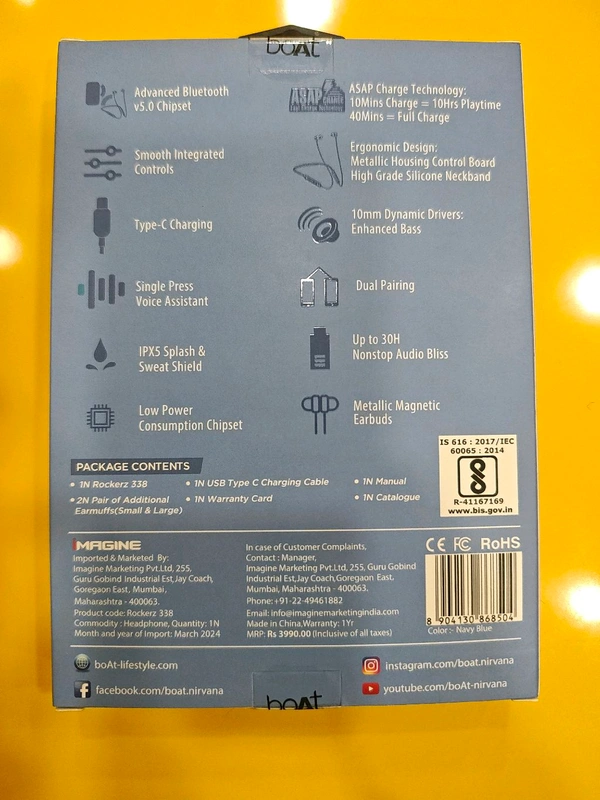 boAt
Advanced Bluetooth
v5.0 Chipset
ASAP Charge Technology:
10Mins Charge = 10Hrs Playtime
40Mins = Full Charge
Smooth Integrated
Controls
Ergonomic Design:
Metallic Housing Control Board
High Grade Silicone Neckband
Type-C Charging
10mm Dynamic Drivers:
Enhanced Bass
Single Press
Voice Assistant
Dual Pairing
IPX5 Splash &
Sweat Shield
Up to 30H
Nonstop Audio Bliss
Low Power
Consumption Chipset
Metallic Magnetic
Earbuds
IS 616 : 2017/IEC
60065 : 2014
R-41167169
www.bis.gov.in
PACKAGE CONTENTS
• 1N Rockerz 338
• 2N Pair of Additional
Earmuffs(Small & Large)
• 1N USB Type C Charging Cable
• 1N Warranty Card
• 1N Manual
• 1N Catalogue
IMAGINE
Imported & Marketed By:
Imagine Marketing Pvt.Ltd, 255,
Guru Gobind Industrial Est,Jay Coach,
Goregaon East, Mumbai,
Maharashtra - 400063.
Product code: Rockerz 338
Commodity : Headphone, Quantity: 1N
Month and year of Import: March 2024
In case of Customer Complaints,
Contact : Manager,
Imagine Marketing Pvt.Ltd, 255, Guru Gobind
Industrial Est,Jay Coach,Goregaon East,
Mumbai, Maharashtra - 400063.
Phone:+91-22-49461882
Email: info@imaginemarketingindia.com
Made in China,Warranty: 1Yr
MRP: Rs 3990.00 (Inclusive of all taxes)
CE FC RoHS
8 904130 868504
Color :- Navy Blue
boAt-lifestyle.com
facebook.com/boat.nirvana
instagram.com/boat.nirvana
youtube.com/boAt-nirvana
boAt